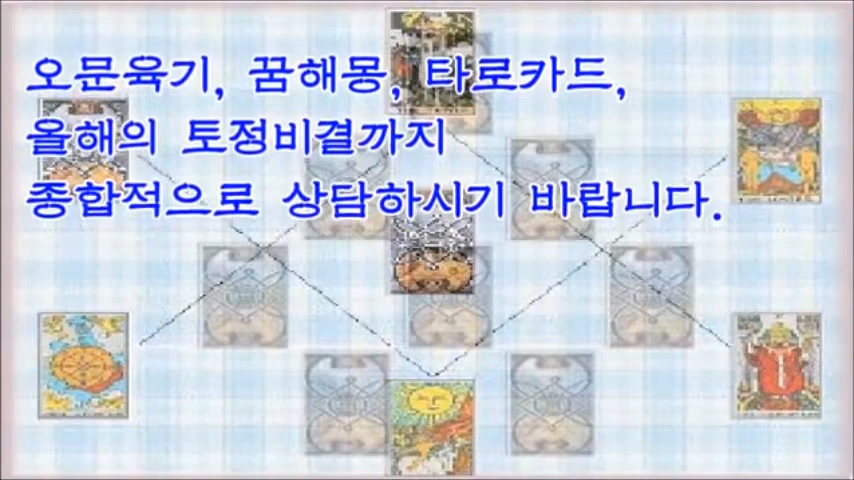 오문육기, 꿈해몽, 타로카드,
올해의 토정비결까지
종합적으로 상담하시기 바랍니다.